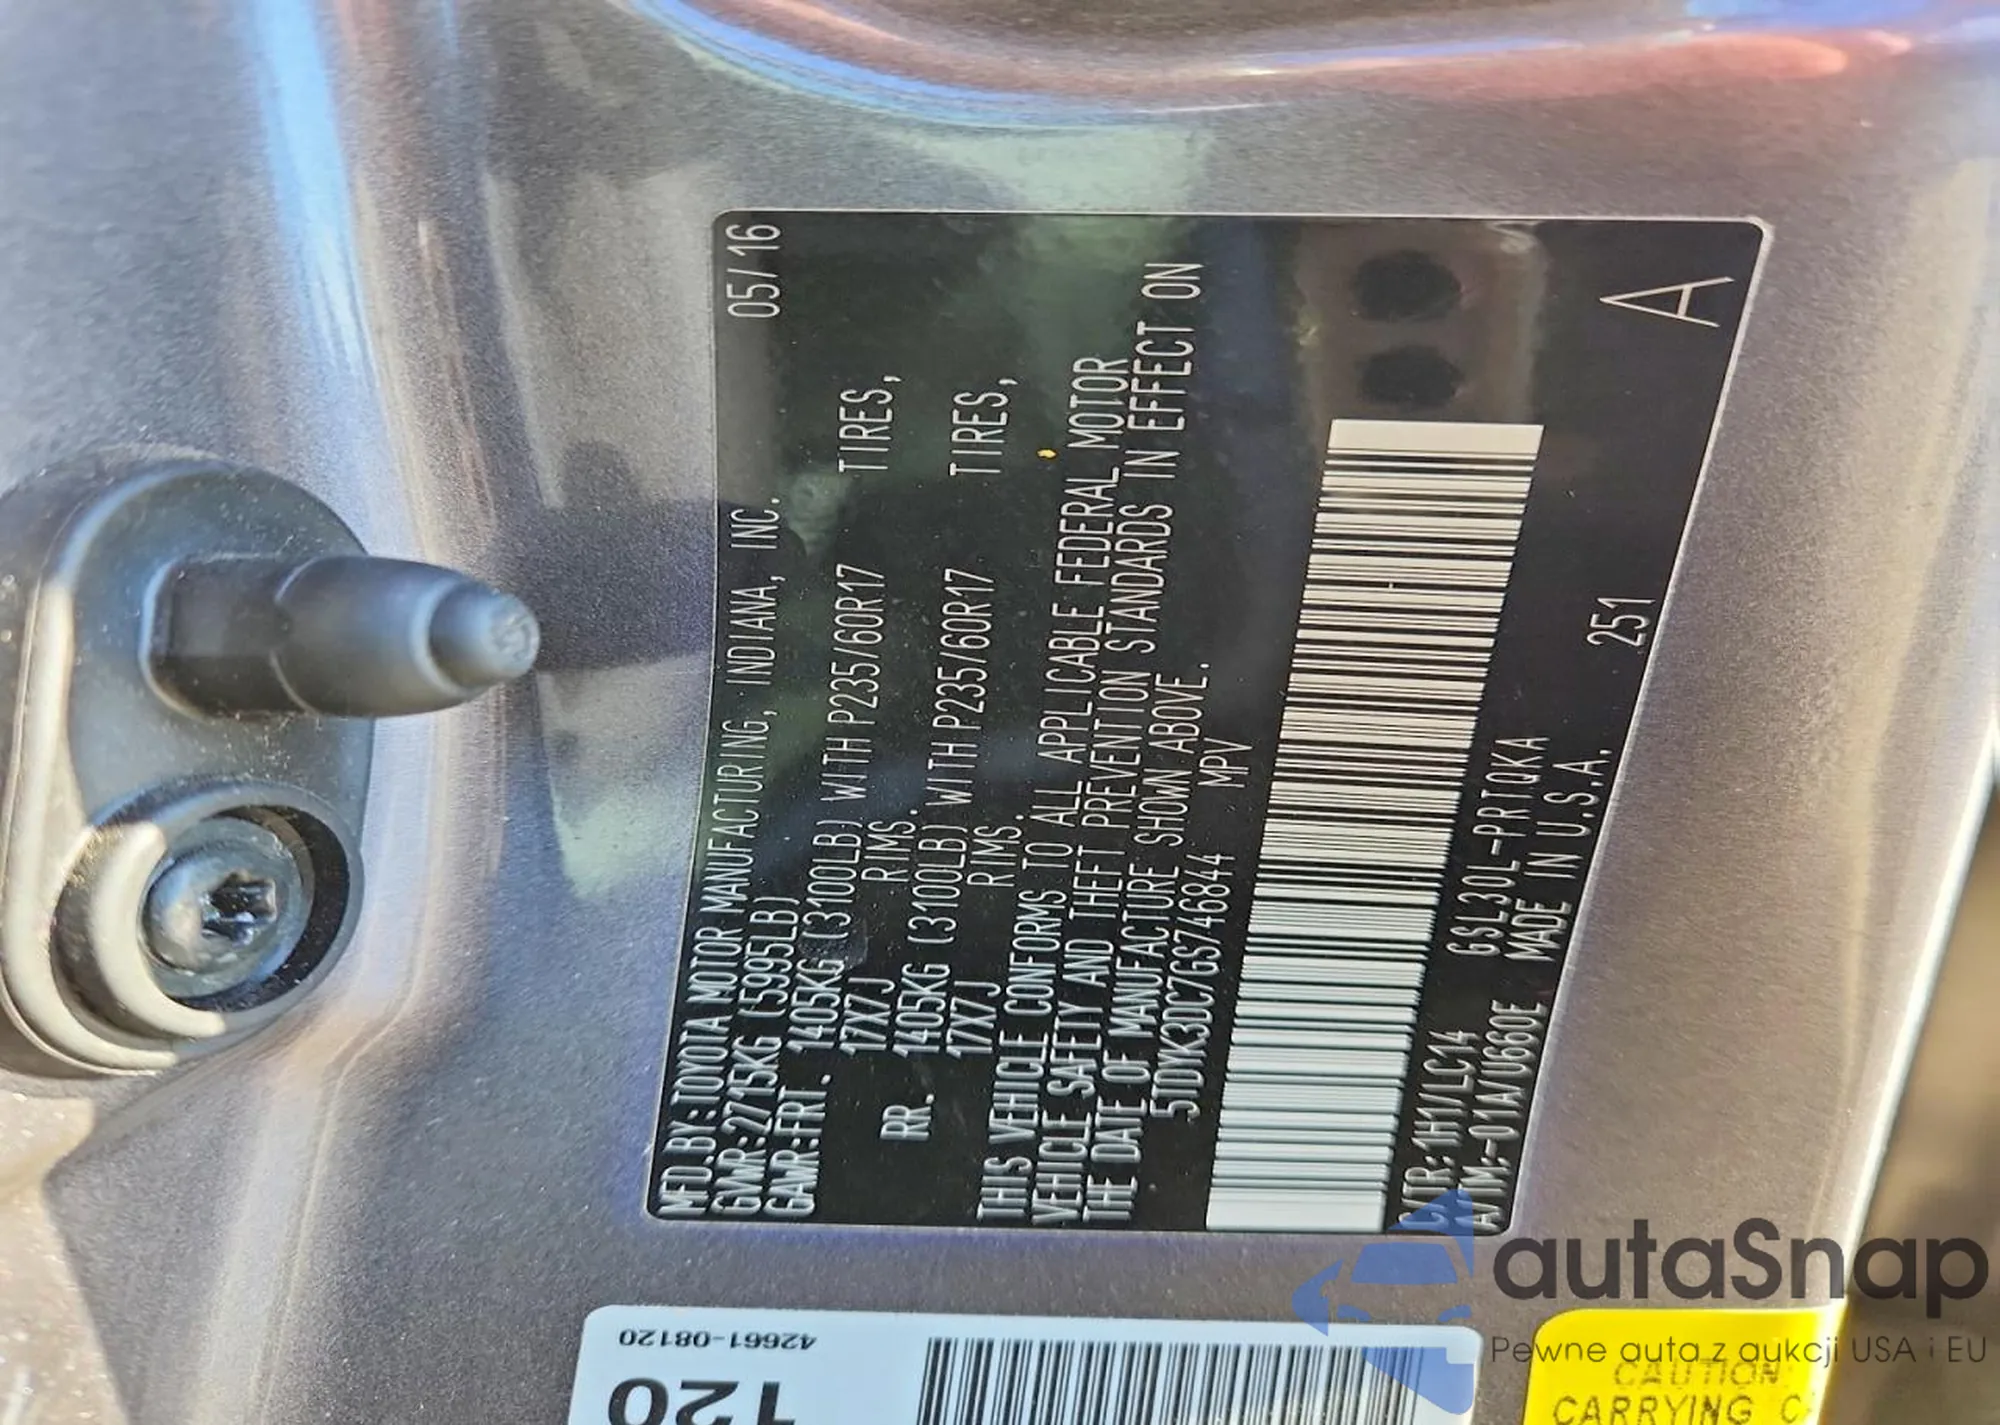 MFD.BY:TOYOTA MOTOR MANUFACTURING, INDIANA, INC. 05/16
GVWR:2715KG (5995LB)
GAWR:FRT. 1405KG (3100LB) WITH P235/60R17 TIRES,
17X7J RIMS.
RR. 1405KG (3100LB) WITH P235/60R17 TIRES,
17X7J RIMS.
THIS VEHICLE CONFORMS TO ALL APPLICABLE FEDERAL MOTOR
VEHICLE SAFETY AND THEFT PREVENTION STANDARDS IN EFFECT ON
THE DATE OF MANUFACTURE SHOWN ABOVE.
5TDYK3DC7GS746844 MPV
C/TR:1H1/LC14 GSL30L-PRTQKA
A/TM:-01A/U660E MADE IN U.S.A. 251 A
42661-08120
120
CAUTION
CARRYING
autaSnap
Pewne auta z aukcji USA i EU